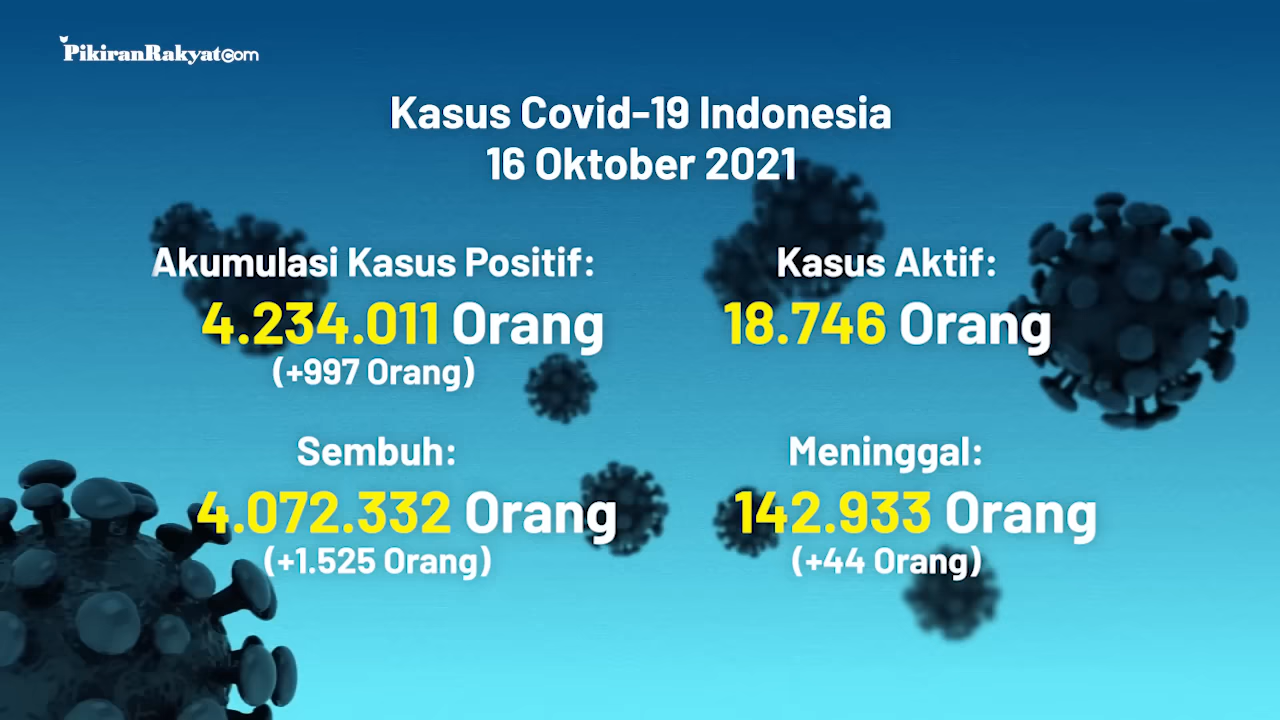 PikiranRakyat.com
Kasus Covid-19 Indonesia
16 Oktober 2021
Akumulasi Kasus Positif:
4.234.011 Orang
(+997 Orang)
Kasus Aktif:
18.746 Orang
Sembuh:
4.072.332 Orang
(+1.525 Orang)
Meninggal:
142.933 Orang
(+44 Orang)